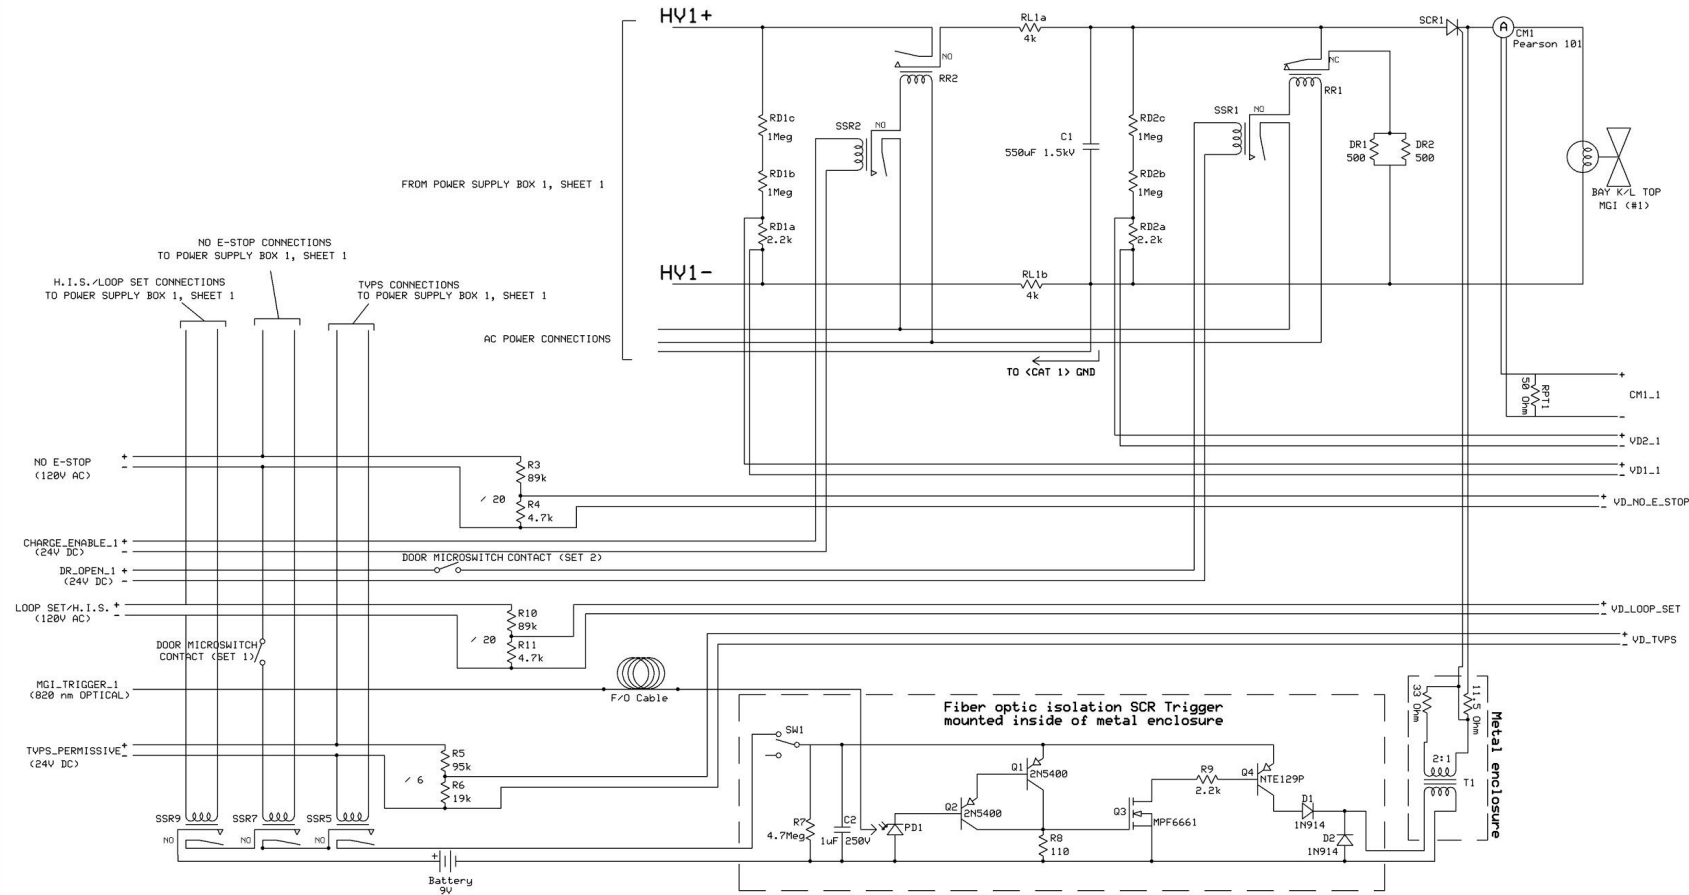 HV1+
RL1a
4k
SCR1
A
CM1
Pearson 101
NO
RR2
NC
RR1
RD1c
1Meg
SSR2
NO
C1
550uF 1.5kV
RD2c
1Meg
SSR1
NO
DR1
500
DR2
500
FROM POWER SUPPLY BOX 1, SHEET 1
RD1b
1Meg
RD2b
1Meg
BAY K/L TOP
MGI (#1)
RD1a
2.2k
RD2a
2.2k
NO E-STOP CONNECTIONS
TO POWER SUPPLY BOX 1, SHEET 1
HV1-
RL1b
4k
H.I.S./LOOP SET CONNECTIONS
TO POWER SUPPLY BOX 1, SHEET 1
TVPS CONNECTIONS
TO POWER SUPPLY BOX 1, SHEET 1
AC POWER CONNECTIONS
TO <CAT 1> GND
RPT1
50 Ohm
+
CM1_1
-
+
VD2_1
-
+
VD1_1
-
NO E-STOP
(120V AC)
+
-
R3
89k
/ 20
R4
4.7k
+
VD_NO_E_STOP
-
CHARGE_ENABLE_1
(24V DC)
+
-
DOOR MICROSWITCH CONTACT (SET 2)
DR_OPEN_1
(24V DC)
+
-
LOOP SET/H.I.S.
(120V AC)
+
-
R10
89k
/ 20
R11
4.7k
+
VD_LOOP_SET
-
+
VD_TVPS
-
DOOR MICROSWITCH
CONTACT (SET 1)
MGI_TRIGGER_1
(820 nm OPTICAL)
F/O Cable
Fiber optic isolation SCR Trigger
mounted inside of metal enclosure
33 Ohm
11.5 Ohm
Metal enclosure
TVPS_PERMISSIVE
(24V DC)
+
-
R5
95k
/ 6
R6
19k
SW1
Q1
2N5400
R9
2.2k
Q4
NTE129P
2:1
T1
SSR9
SSR7
SSR5
NO
NO
NO
R7
4.7Meg
C2
1uF 250V
PD1
Q2
2N5400
R8
110
Q3
MPF6661
D1
1N914
D2
1N914
+
Battery
9V